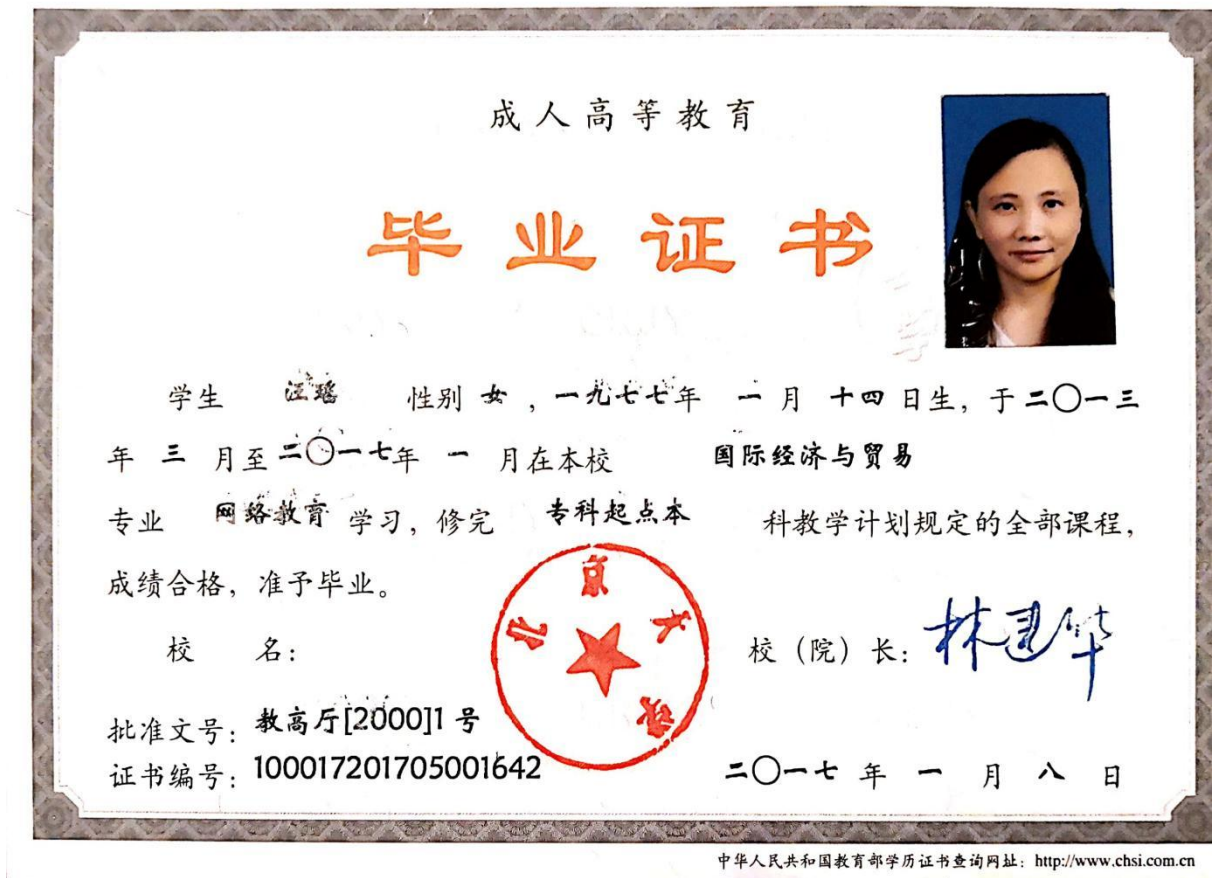 成人高等教育
毕业证书
学生 汪瑶 性别 女 ，一九七七年 一 月 十四 日生，于二〇一三
年 三 月至二〇一七年 一 月在本校 国际经济与贸易
专业 网络教育 学习，修完 专科起点本 科教学计划规定的全部课程，
成绩合格，准予毕业。
北京大学
校 名： 校（院）长：林建华
批准文号：教高厅[2000]1 号
证书编号：100017201705001642 二〇一七 年 一 月 八 日
中华人民共和国教育部学历证书查询网址：http://www.chsi.com.cn